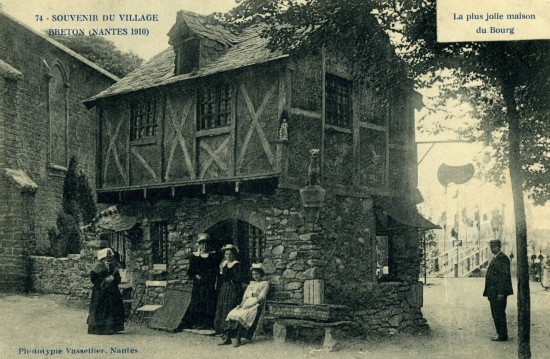 74 - SOUVENIR DU VILLAGE
BRETON (NANTES 1910)
La plus jolie maison
du Bourg
Phototypie Vassellier, Nantes